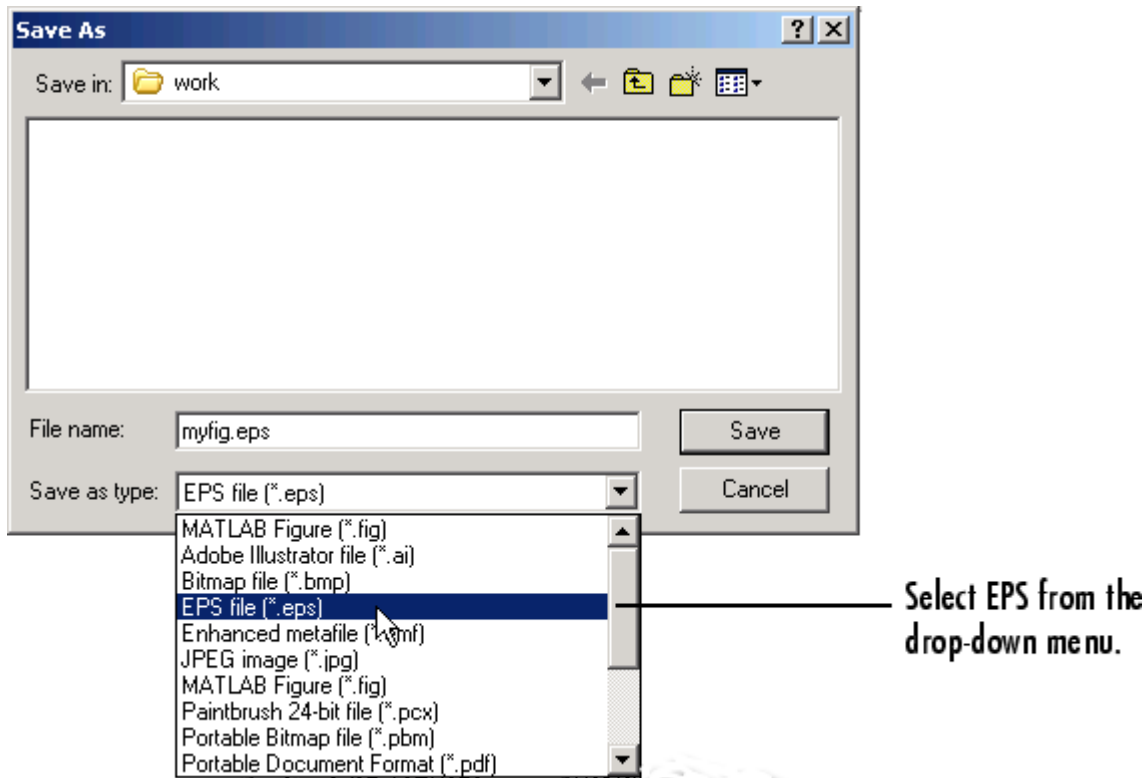 Save As
Save in: work
File name: myfig.eps Save
Save as type: EPS file (*.eps) Cancel
MATLAB Figure (*.fig)
Adobe Illustrator file (*.ai)
Bitmap file (*.bmp)
EPS file (*.eps)
Select EPS from the
drop-down menu.
Enhanced metafile
JPEG image (*.jpg)
MATLAB Figure (*.fig)
Paintbrush 24-bit file (*.pcx)
Portable Bitmap file (*.pbm)
Portable Document Format (*.pdf)